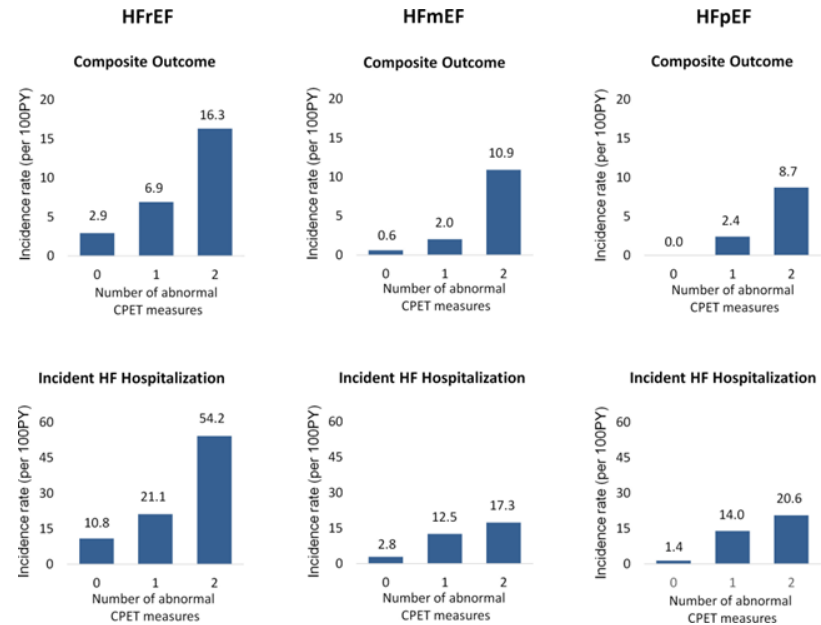 HFrEF
Composite Outcome
Incidence rate (per 100PY)
20
15
10
5
0
2.9
6.9
16.3
0 1 2
Number of abnormal
CPET measures
HFmEF
Composite Outcome
Incidence rate (per 100PY)
20
15
10
5
0
0.6
2.0
10.9
0 1 2
Number of abnormal
CPET measures
HFpEF
Composite Outcome
Incidence rate (per 100PY)
20
15
10
5
0
0.0
2.4
8.7
0 1 2
Number of abnormal
CPET measures
Incident HF Hospitalization
Incidence rate (per 100PY)
60
45
30
15
0
10.8
21.1
54.2
0 1 2
Number of abnormal
CPET measures
Incident HF Hospitalization
Incidence rate (per 100PY)
60
45
30
15
0
2.8
12.5
17.3
0 1 2
Number of abnormal
CPET measures
Incident HF Hospitalization
Incidence rate (per 100PY)
60
45
30
15
0
1.4
14.0
20.6
0 1 2
Number of abnormal
CPET measures